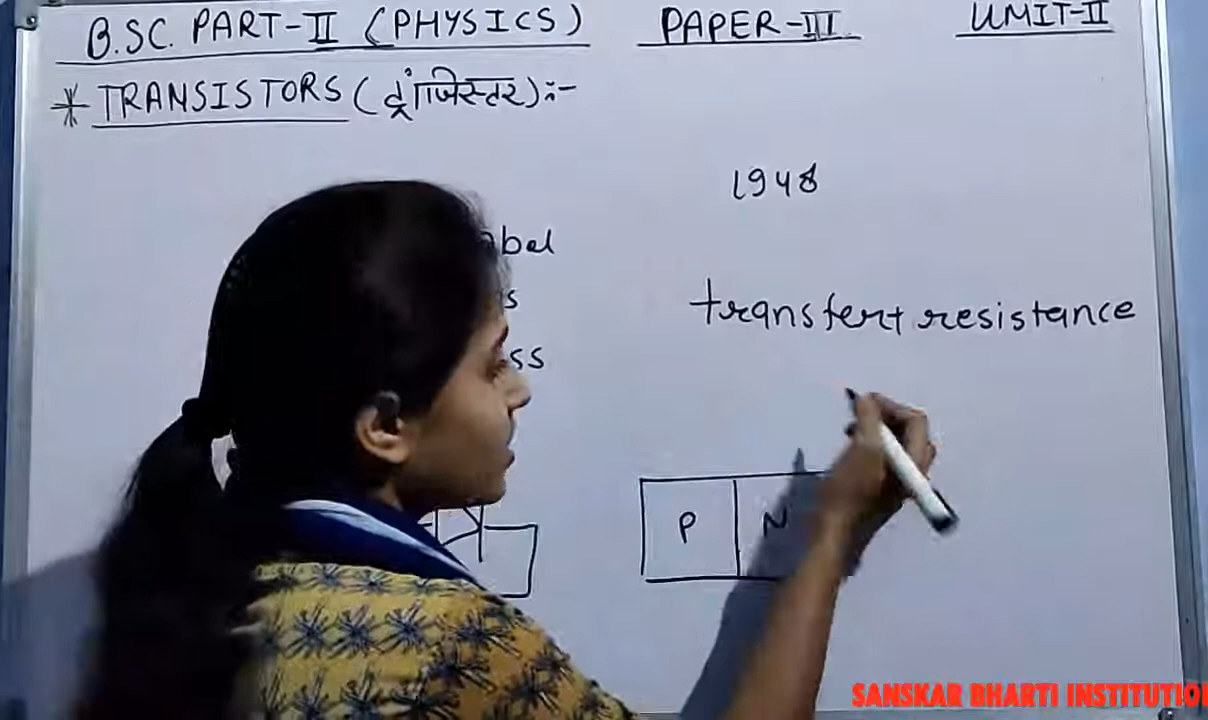 B.SC. PART-II (PHYSICS) PAPER-III UNIT-II
* TRANSISTORS (ट्रांजिस्टर):-
1948
transfert resistance
P N
SANSKAR BHARTI INSTITUTIO